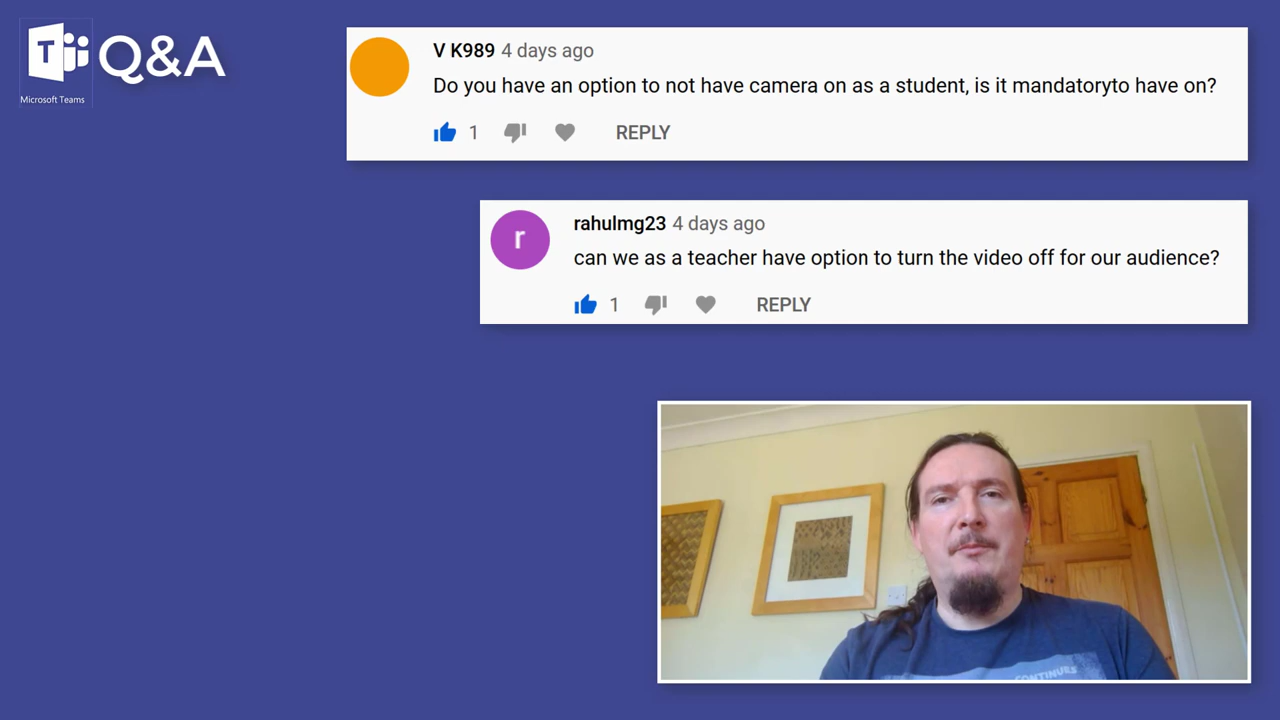 T
Q&A
Microsoft Teams
V K989 4 days ago
Do you have an option to not have camera on as a student, is it mandatoryto have on?
1 REPLY
r
rahulmg23 4 days ago
can we as a teacher have option to turn the video off for our audience?
1 REPLY
CONTINURS